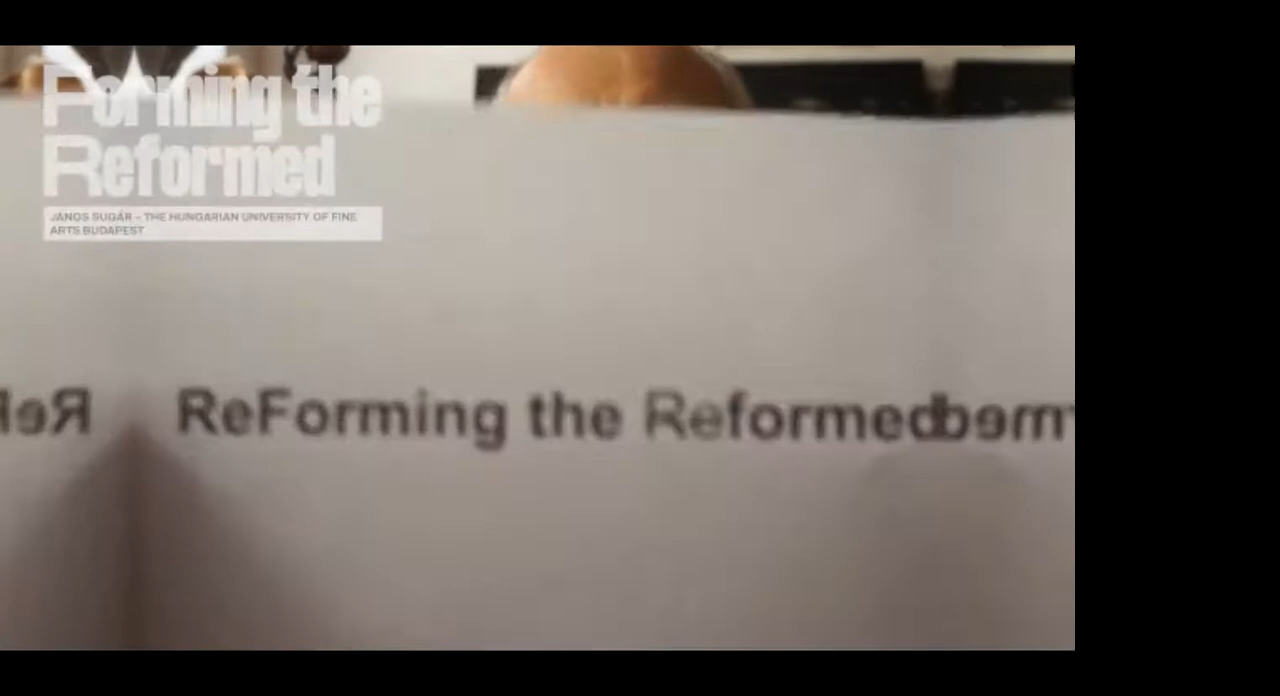 Forming the
Reformed
JÁNOS SUGÁR – THE HUNGARIAN UNIVERSITY OF FINE
ARTS BUDAPEST
ReForming the Reformed